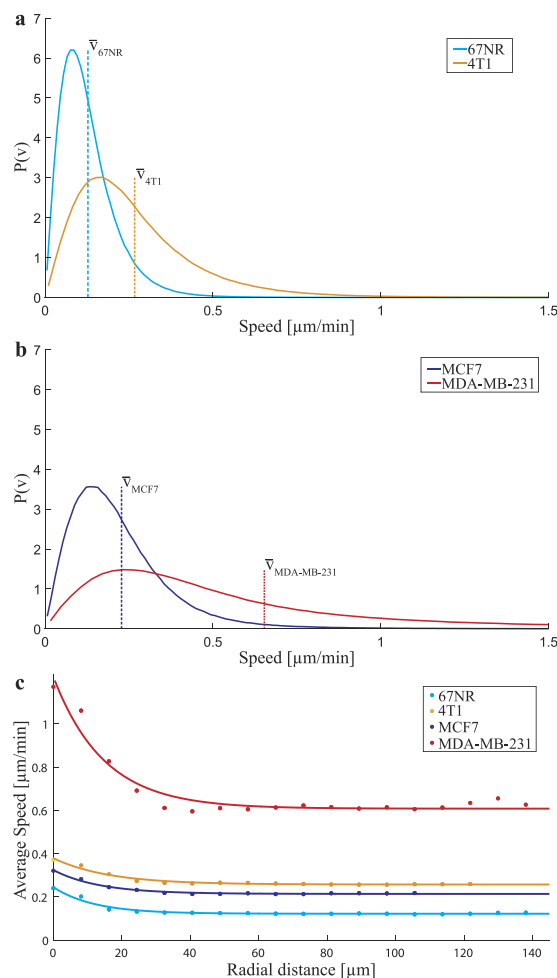 a
7
6
5
4
3
2
1
0
P(v)
v̄67NR
v̄4T1
67NR
4T1
0
0.5
1
1.5
Speed [µm/min]
b
7
6
5
4
3
2
1
0
P(v)
v̄MCF7
v̄MDA-MB-231
MCF7
MDA-MB-231
0
0.5
1
1.5
Speed [µm/min]
c
1
0.8
0.6
0.4
0.2
0
Average Speed [µm/min]
67NR
4T1
MCF7
MDA-MB-231
0
20
40
60
80
100
120
140
Radial distance [µm]